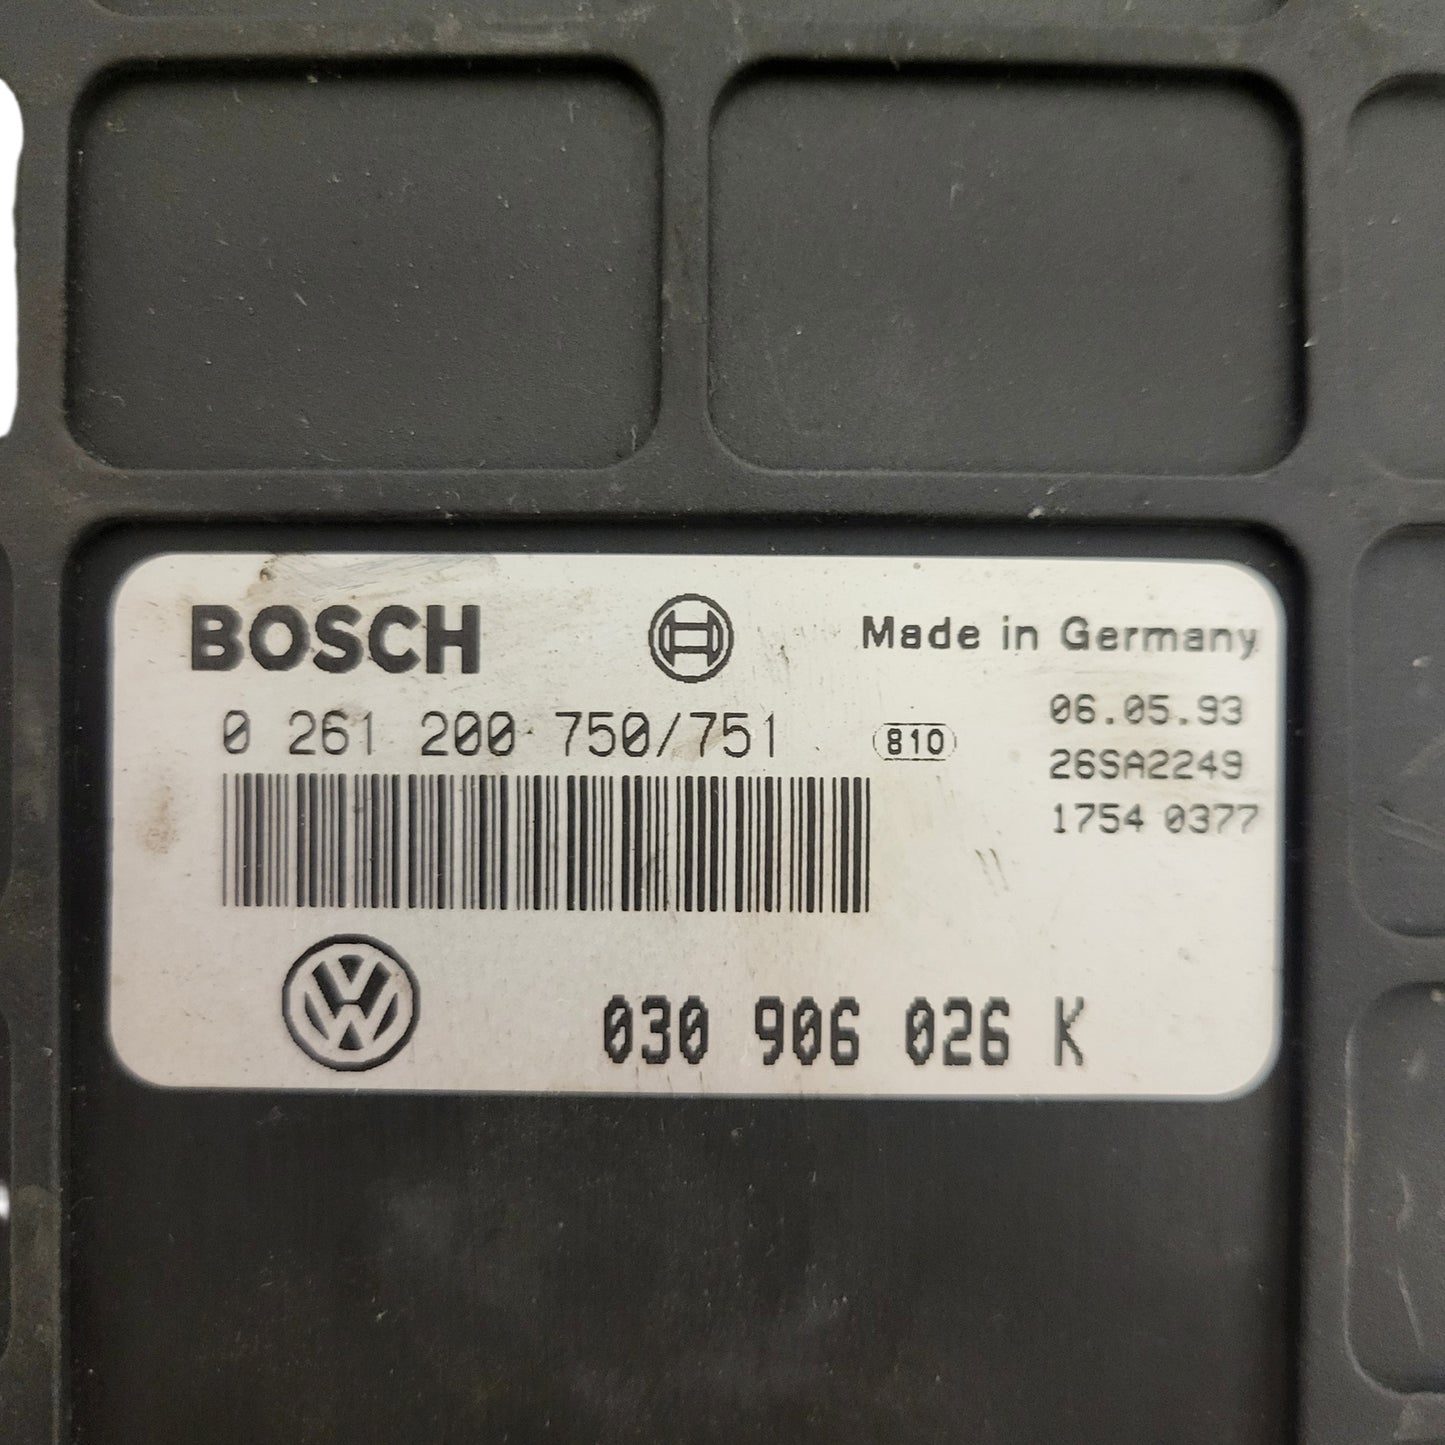 BOSCH Made in Germany
0 261 200 750/751 810 06.05.93
26SA2249
1754 0377
030 906 026 K